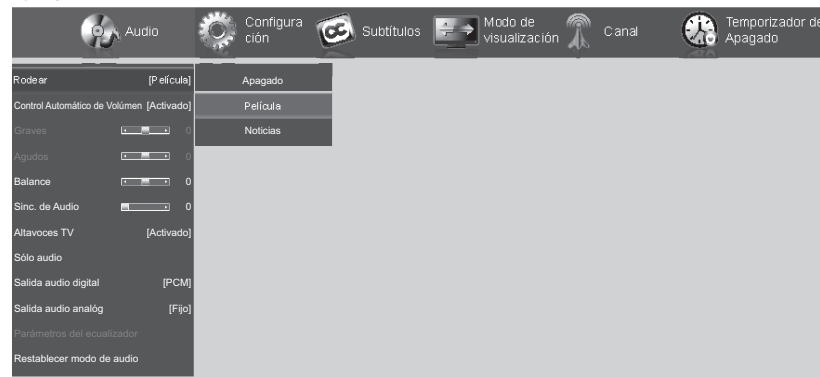 Audio
Configura
ción
Subtítulos
Modo de
visualización
Canal
Temporizador de
Apagado
Rodear [Película]
Control Automático de Volúmen [Activado]
Graves 0
Agudos 0
Balance 0
Sinc. de Audio 0
Altavoces TV [Activado]
Sólo audio
Salida audio digital [PCM]
Salida audio analóg [Fijo]
Parámetros del ecualizador
Restablecer modo de audio
Apagado
Película
Noticias